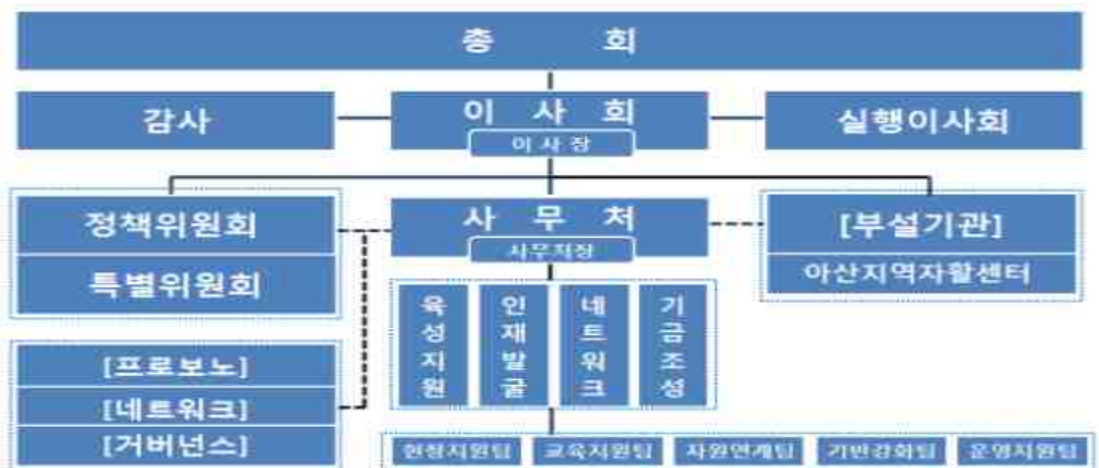 총 회
감사
이 사 회
이 사 장
실행이사회
정책위원회
특별위원회
사 무 처
사무처장
[부설기관]
아산지역자활센터
육성지원
인재발굴
네트워크
기금조성
[프로보노]
[네트워크]
[거버넌스]
현장지원팀
교육지원팀
자원연계팀
기반강화팀
운영지원팀